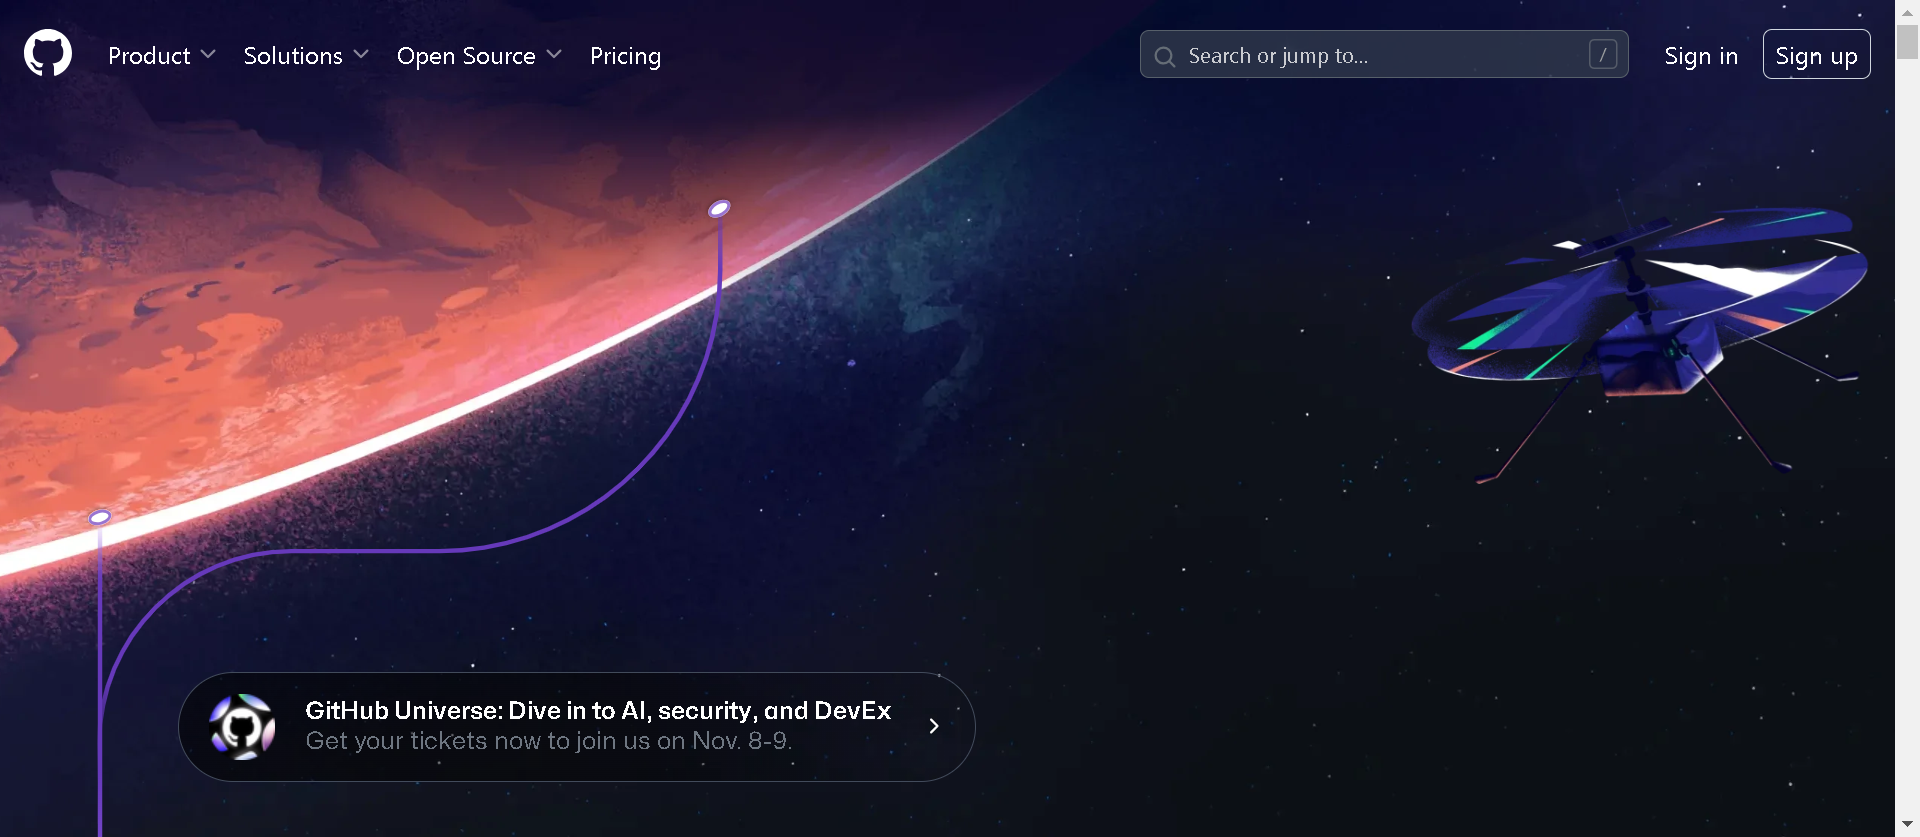 Product Solutions Open Source Pricing Search or jump to... / Sign in Sign up
GitHub Universe: Dive in to AI, security, and DevEx
Get your tickets now to join us on Nov. 8-9.